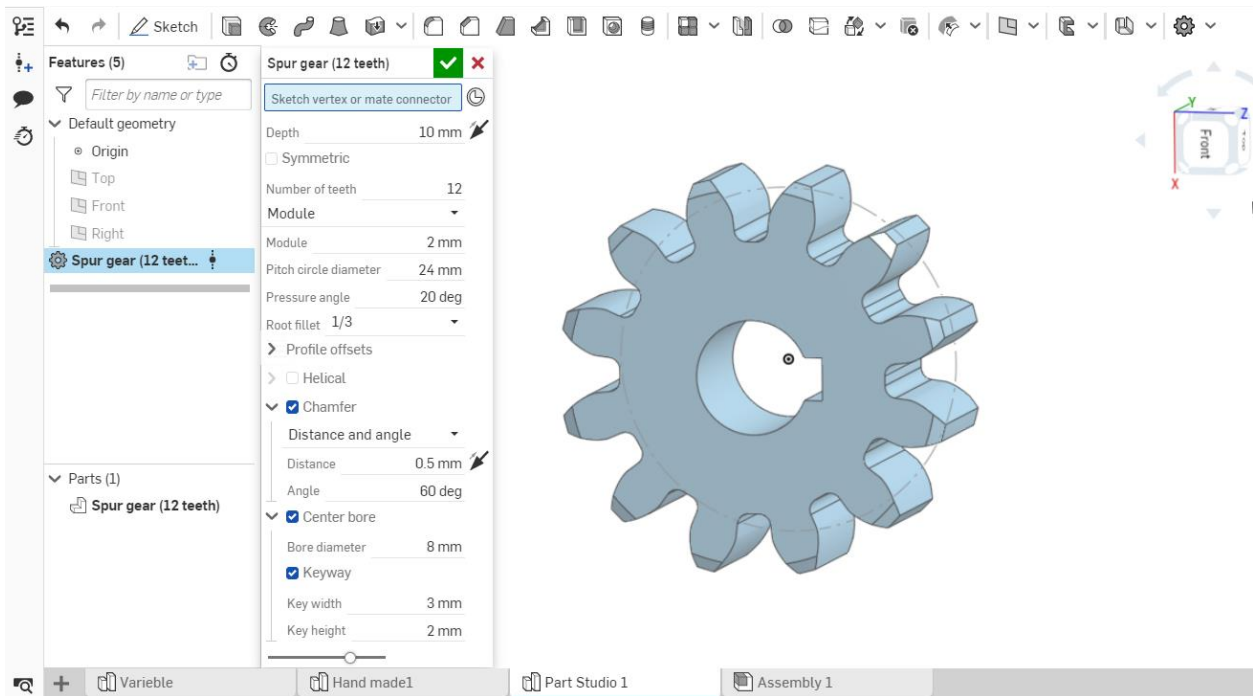 Sketch
Features (5)
Filter by name or type
Default geometry
Origin
Top
Front
Right
Spur gear (12 teet...
Parts (1)
Spur gear (12 teeth)
Spur gear (12 teeth)
Sketch vertex or mate connector
Depth 10 mm
Symmetric
Number of teeth 12
Module
Module 2 mm
Pitch circle diameter 24 mm
Pressure angle 20 deg
Root fillet 1/3
Profile offsets
Helical
Chamfer
Distance and angle
Distance 0.5 mm
Angle 60 deg
Center bore
Bore diameter 8 mm
Keyway
Key width 3 mm
Key height 2 mm
Y
Z
Front
X
Varieble
Hand made1
Part Studio 1
Assembly 1